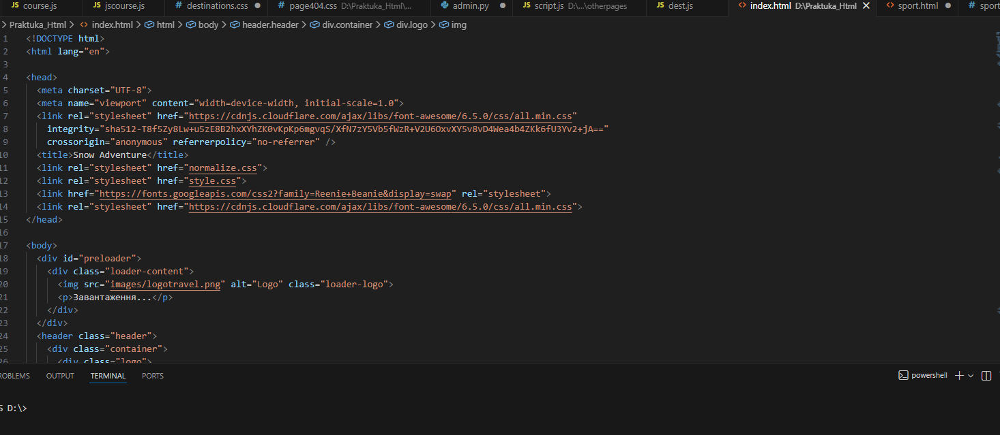 course.js jscourse.js destinations.css page404.css D:\Praktuka_Html\... admin.py script.js D:\...\otherpages dest.js index.html D:\Praktuka_Html sport.html
Praktuka_Html > index.html > html > body > header.header > div.container > div.logo > img
1 <!DOCTYPE html>
2 <html lang="en">
3
4 <head>
5 <meta charset="UTF-8">
6 <meta name="viewport" content="width=device-width, initial-scale=1.0">
7 <link rel="stylesheet" href="https://cdnjs.cloudflare.com/ajax/libs/font-awesome/6.5.0/css/all.min.css"
8 integrity="sha512-T8f5Zy8Lw+u5zE8B2hxXYhZK0vKpKp6mgvqS/XfN7zY5Vb5fWzR+V2U6OxvXY5v8vD4Wea4b4ZKk6fU3Yv2+jA=="
9 crossorigin="anonymous" referrerpolicy="no-referrer" />
10 <title>Snow Adventure</title>
11 <link rel="stylesheet" href="normalize.css">
12 <link rel="stylesheet" href="style.css">
13 <link href="https://fonts.googleapis.com/css2?family=Reenie+Beanie&display=swap" rel="stylesheet">
14 <link rel="stylesheet" href="https://cdnjs.cloudflare.com/ajax/libs/font-awesome/6.5.0/css/all.min.css">
15 </head>
16
17 <body>
18 <div id="preloader">
19 <div class="loader-content">
20 <img src="images/logotravel.png" alt="Logo" class="loader-logo">
21 <p>Завантаження...</p>
22 </div>
23 </div>
24 <header class="header">
25 <div class="container">
26 <div class="logo">
OUTPUT TERMINAL PORTS powershell
D:\>